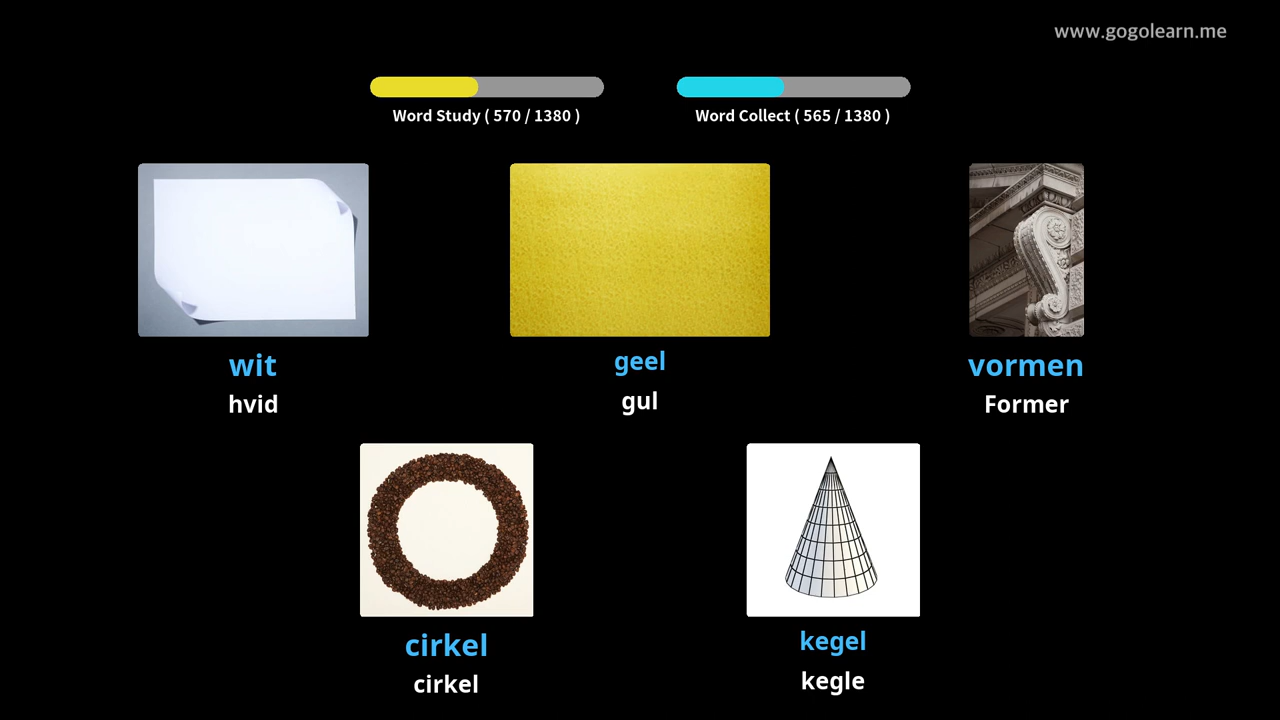 www.gogolearn.me
Word Study ( 570 / 1380 )
Word Collect ( 565 / 1380 )
wit
hvid
geel
gul
vormen
Former
cirkel
cirkel
kegel
kegle